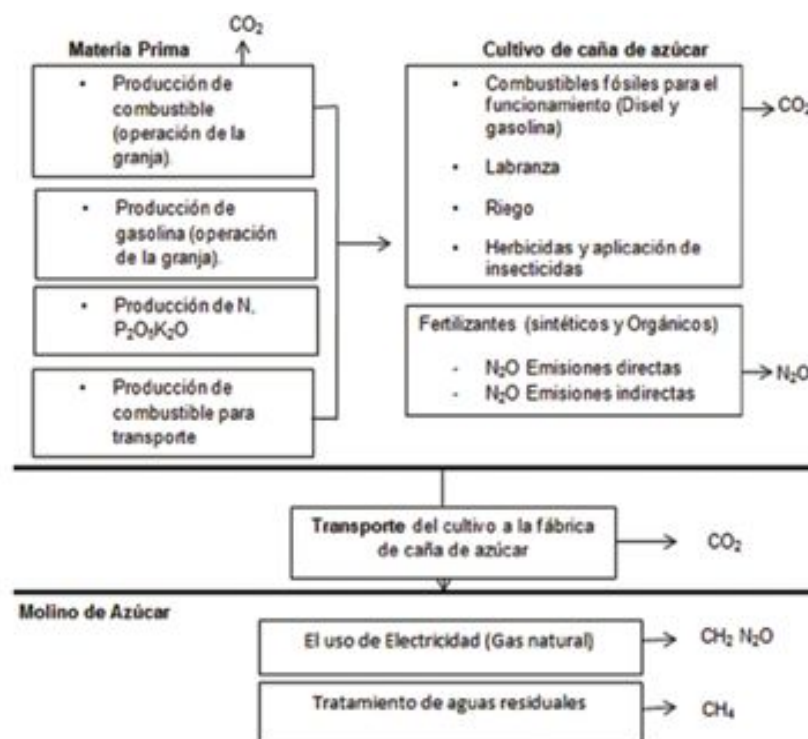 CO₂
Materia Prima
• Producción de
combustible
(operación de la
granja).
• Producción de
gasolina (operación
de la granja).
• Producción de N,
P₂O₅K₂O
• Producción de
combustible para
transporte
Cultivo de caña de azúcar
• Combustibles fósiles para el
funcionamiento (Disel y
gasolina)
• Labranza
• Riego
• Herbicidas y aplicación de
insecticidas
CO₂
Fertilizantes (sintéticos y Orgánicos)
- N₂O Emisiones directas
- N₂O Emisiones indirectas
N₂O
Transporte del cultivo a la fábrica
de caña de azúcar
CO₂
Molino de Azúcar
El uso de Electricidad (Gas natural)
CH₂ N₂O
Tratamiento de aguas residuales
CH₄